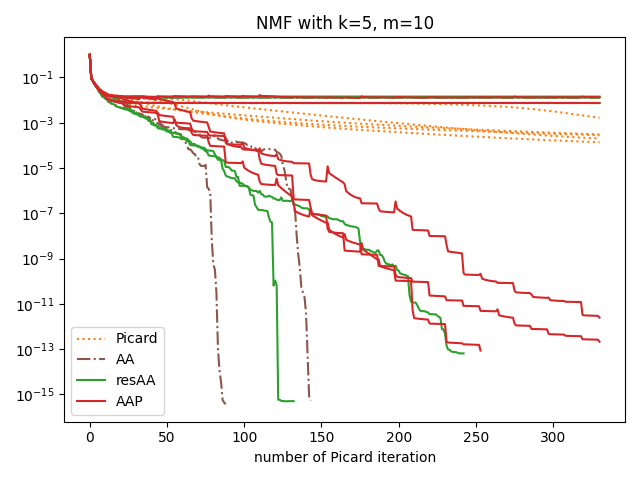 NMF with k=5, m=10
10⁻¹
10⁻³
10⁻⁵
10⁻⁷
10⁻⁹
10⁻¹¹
10⁻¹³
10⁻¹⁵
Picard
AA
resAA
AAP
0 50 100 150 200 250 300
number of Picard iteration